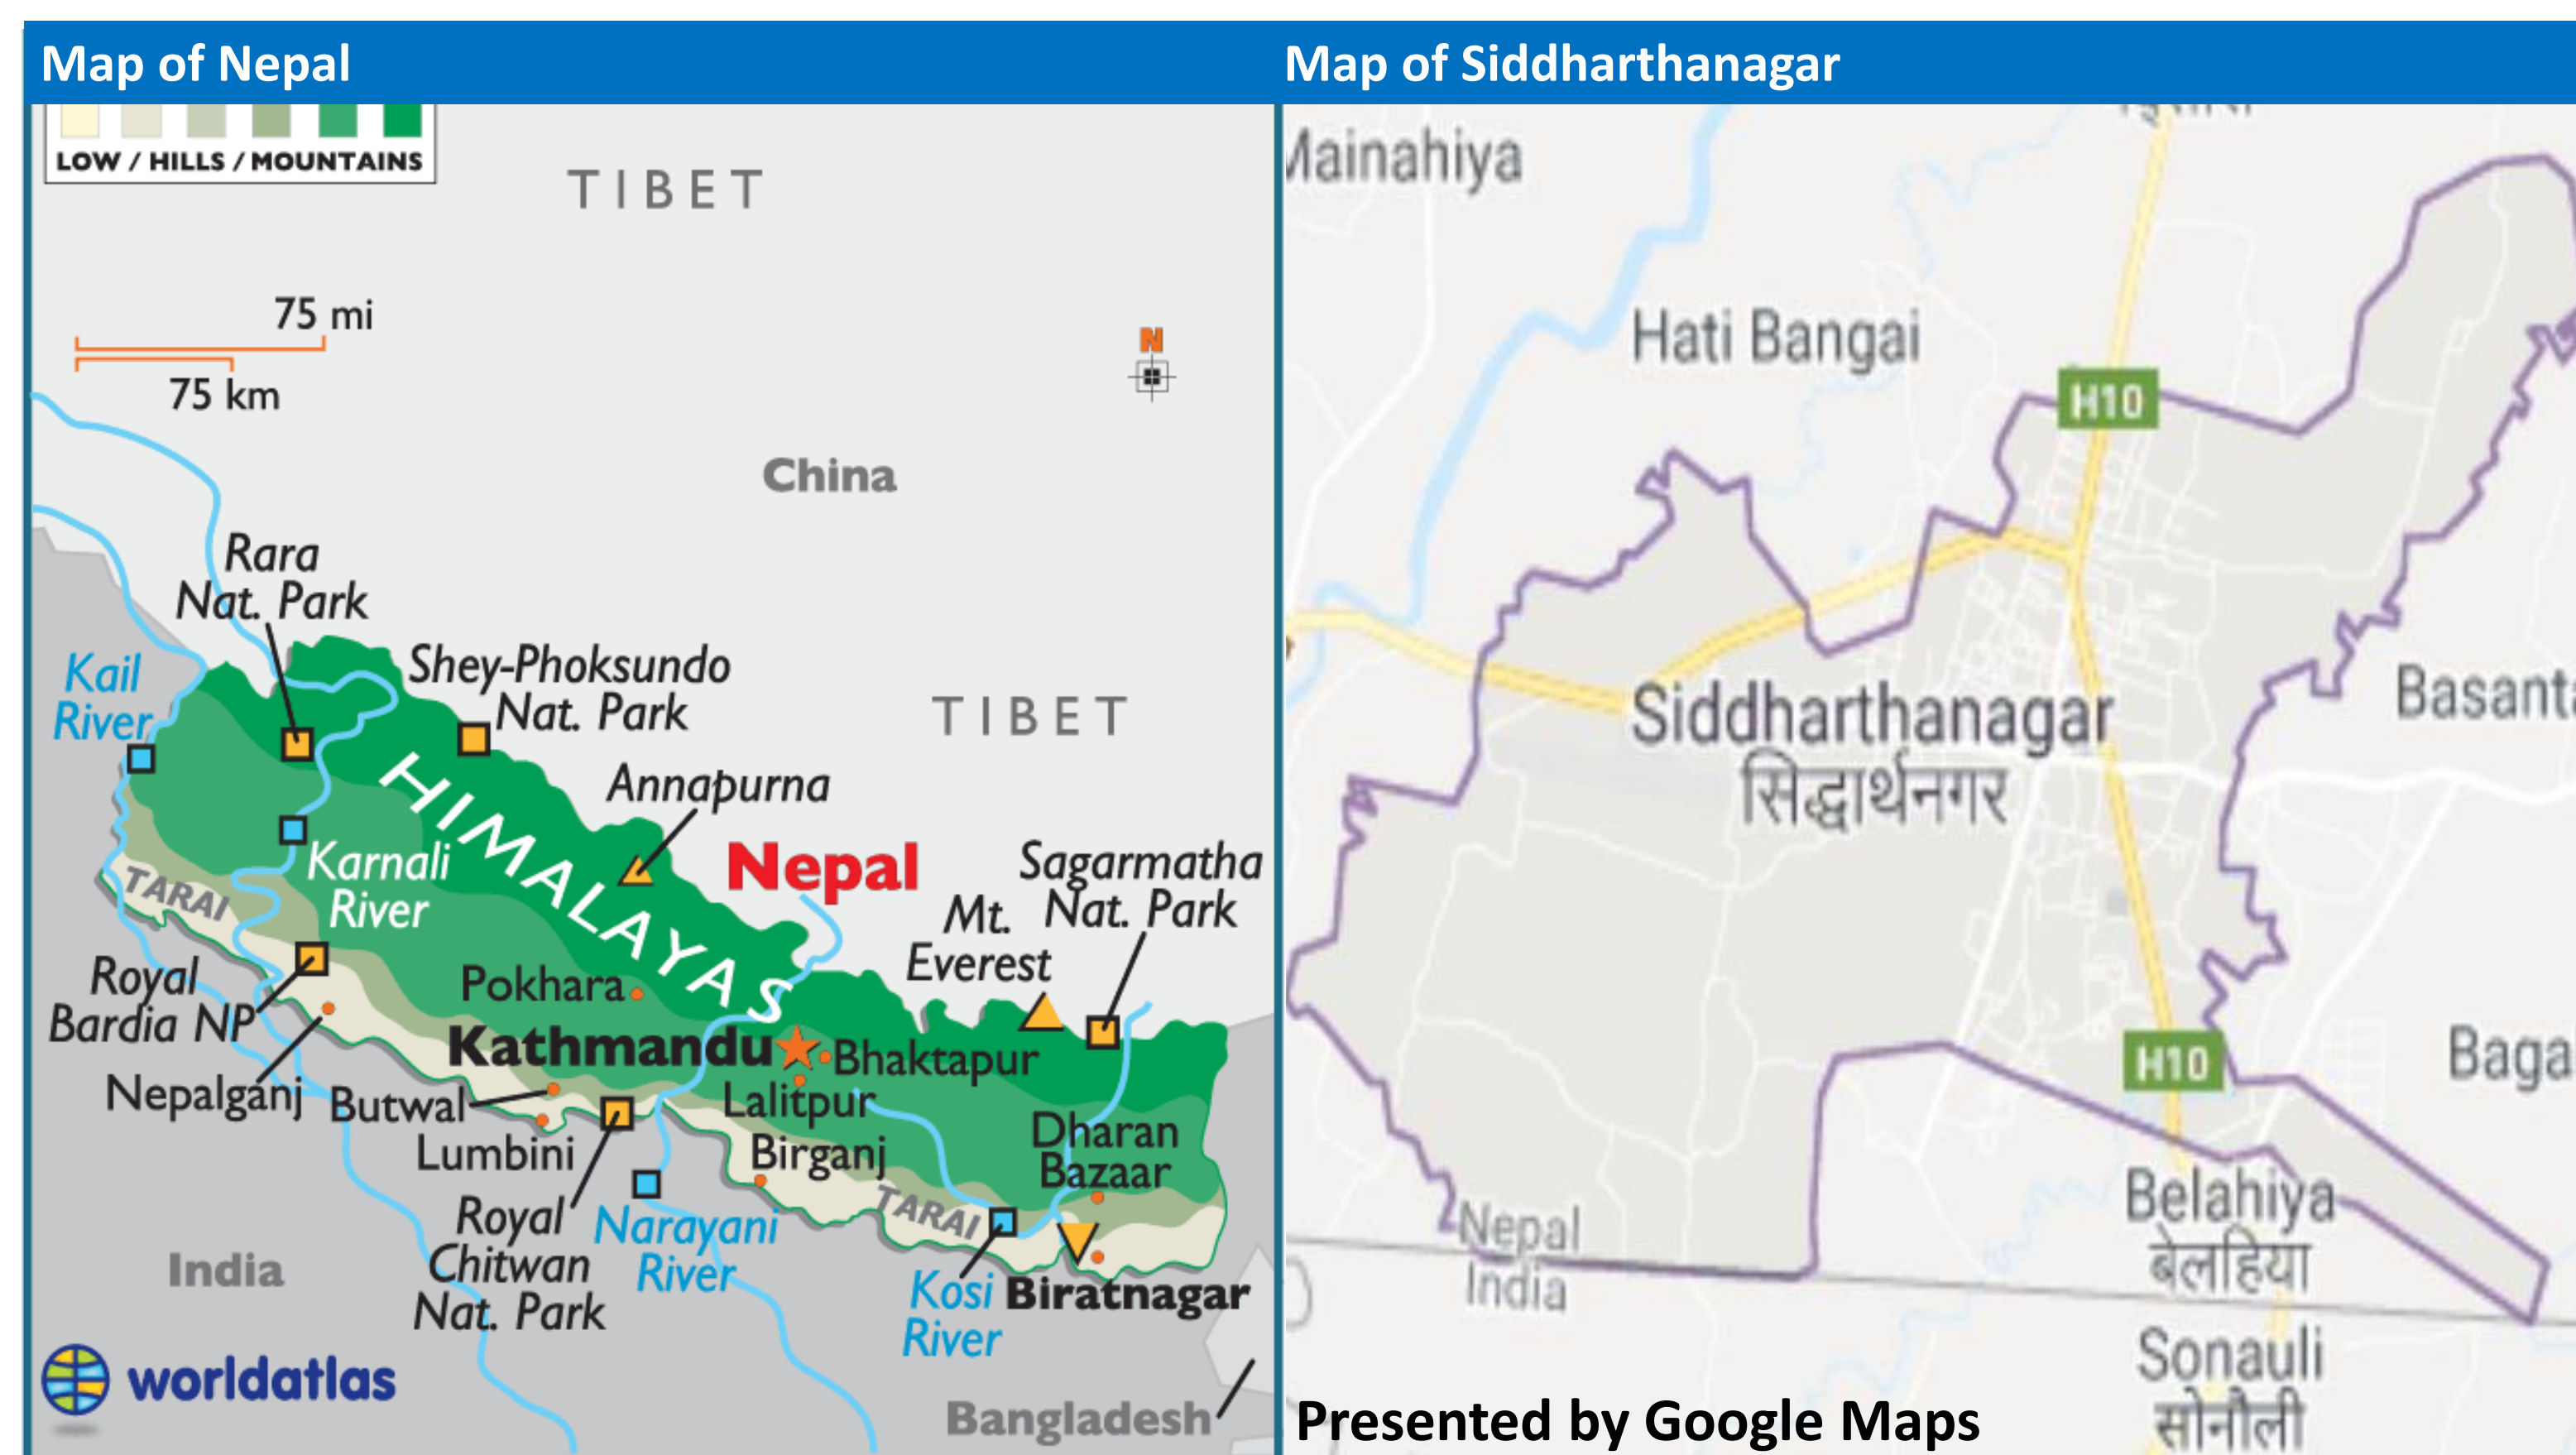 Map of Nepal
LOW / HILLS / MOUNTAINS
TIBET
75 mi
75 km
N
China
Rara
Nat. Park
Kail
River
Shey-Phoksundo
Nat. Park
TIBET
Annapurna
HIMALAYAS
Nepal
Sagarmatha
Nat. Park
Mt.
Everest
Karnali
River
TARAI
Royal
Bardia NP
Pokhara
Kathmandu
Bhaktapur
Nepalganj
Butwal
Lalitpur
Lumbini
Birganj
Dharan
Bazaar
TARAI
Royal
Chitwan
Nat. Park
Narayani
River
India
Kosi
River
Biratnagar
worldatlas
Bangladesh
Map of Siddharthanagar
Mainahiya
Hati Bangai
H10
Siddharthanagar
सिद्धार्थनगर
H10
Belahiya
बेलहिया
Nepal
India
Sonauli
सोनौली
Presented by Google Maps